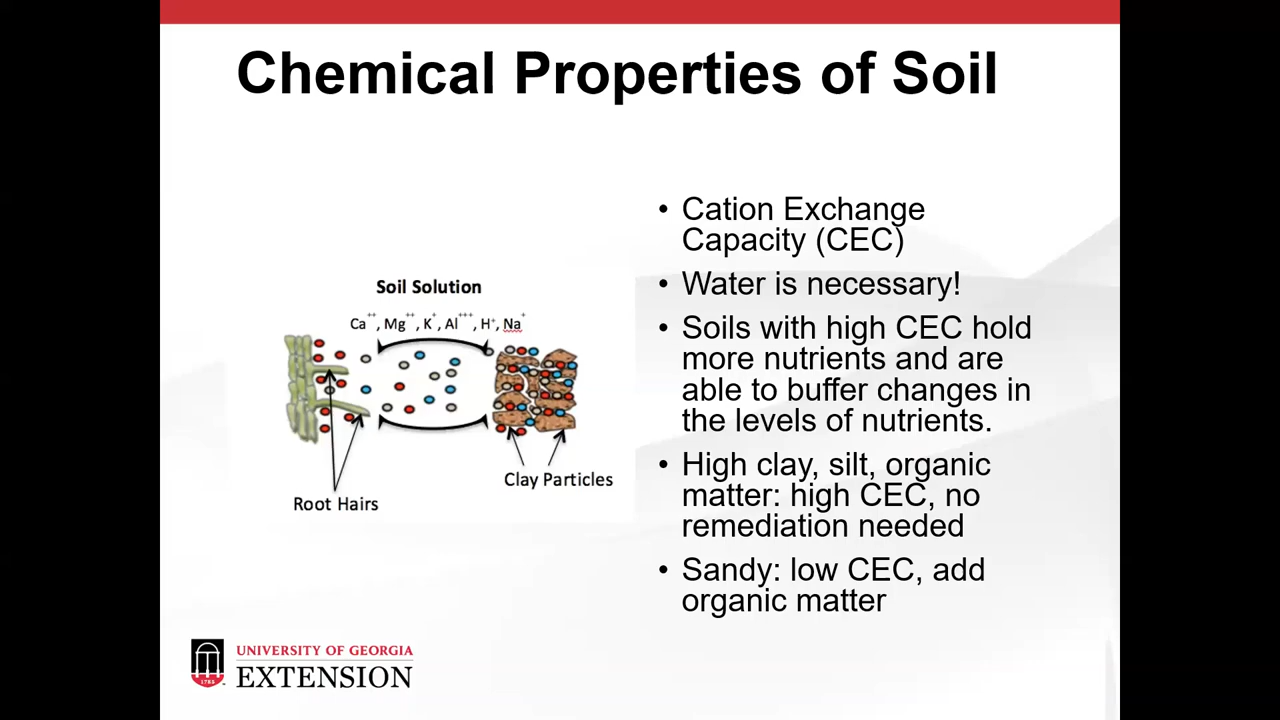 Chemical Properties of Soil
• Cation Exchange
Capacity (CEC)
• Water is necessary!
• Soils with high CEC hold
more nutrients and are
able to buffer changes in
the levels of nutrients.
• High clay, silt, organic
matter: high CEC, no
remediation needed
• Sandy: low CEC, add
organic matter
Soil Solution
Ca⁺⁺, Mg⁺⁺, K⁺, Al⁺⁺⁺, H⁺, Na⁺
Clay Particles
Root Hairs
UNIVERSITY OF GEORGIA
EXTENSION